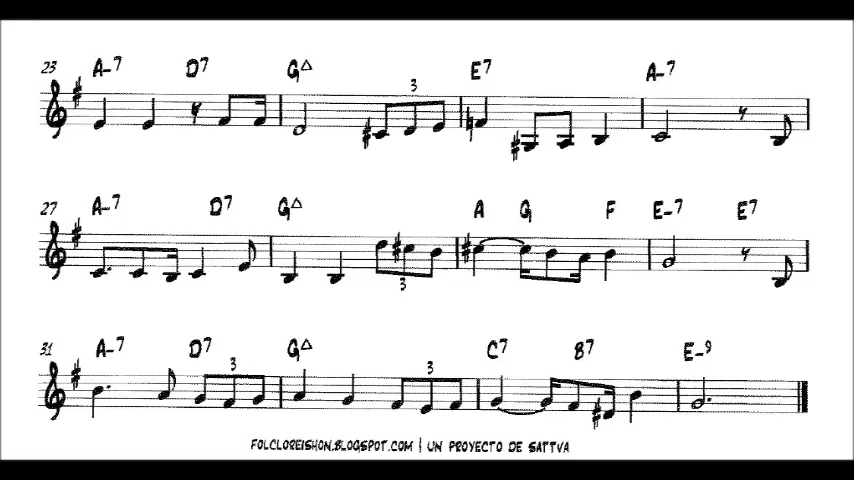 23 A-7 D7 G△ E7 A-7
3
27 A-7 D7 G△ A G F E-7 E7
3
31 A-7 D7 G△ C7 B7 E-9
3 3
FOLCLOREISHON.BLOGSPOT.COM | UN PROYECTO DE SATTVA